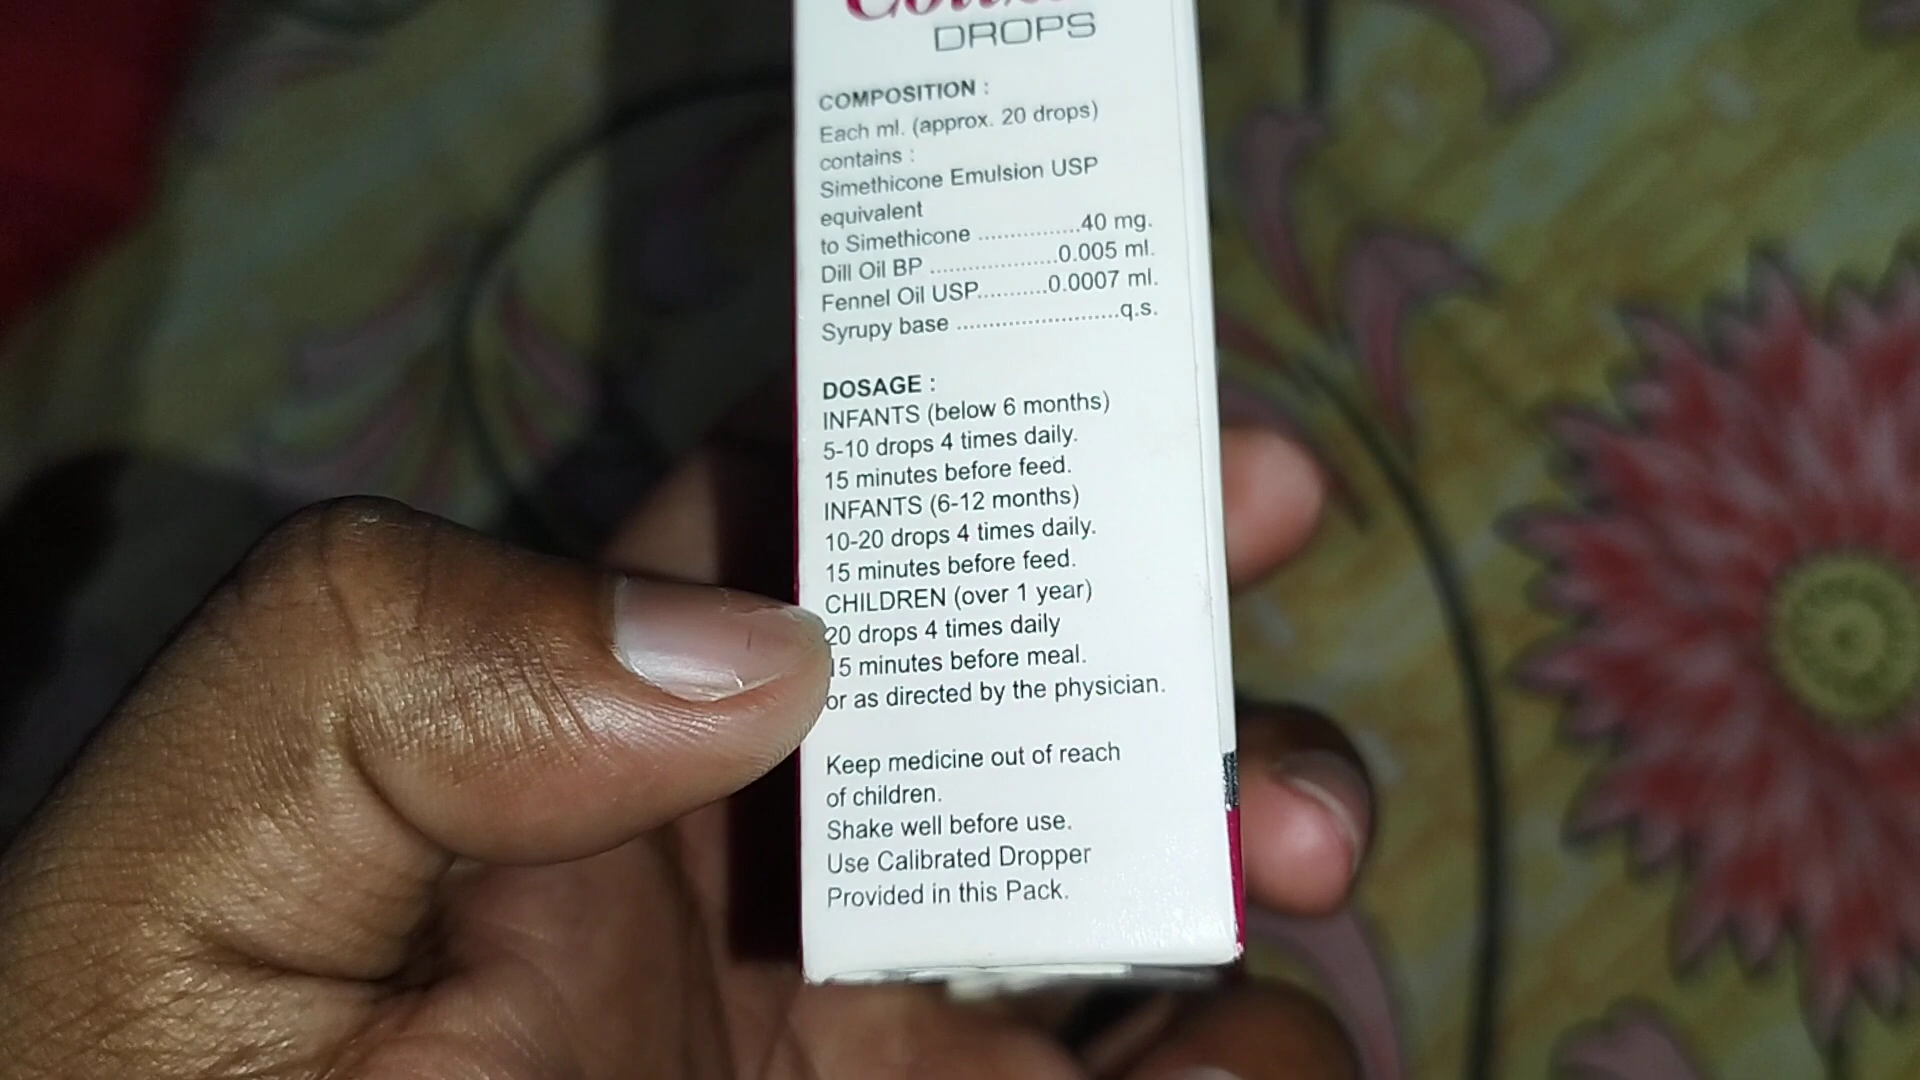 DROPS
COMPOSITION :
Each ml. (approx. 20 drops)
contains :
Simethicone Emulsion USP
equivalent
to Simethicone ................40 mg.
Dill Oil BP ....................0.005 ml.
Fennel Oil USP...........0.0007 ml.
Syrupy base ..........................q.s.
DOSAGE :
INFANTS (below 6 months)
5-10 drops 4 times daily.
15 minutes before feed.
INFANTS (6-12 months)
10-20 drops 4 times daily.
15 minutes before feed.
CHILDREN (over 1 year)
20 drops 4 times daily
15 minutes before meal.
or as directed by the physician.
Keep medicine out of reach
of children.
Shake well before use.
Use Calibrated Dropper
Provided in this Pack.